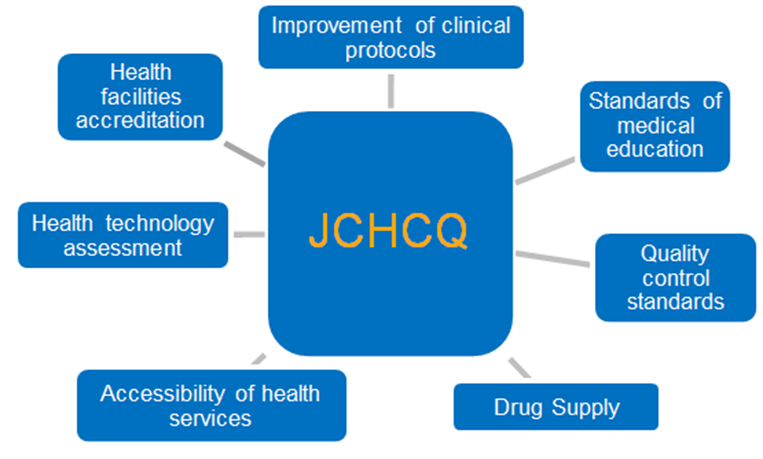 Improvement of clinical
protocols
Health
facilities
accreditation
Standards of
medical
education
JCHCQ
Health technology
assessment
Quality
control
standards
Accessibility of health
services
Drug Supply